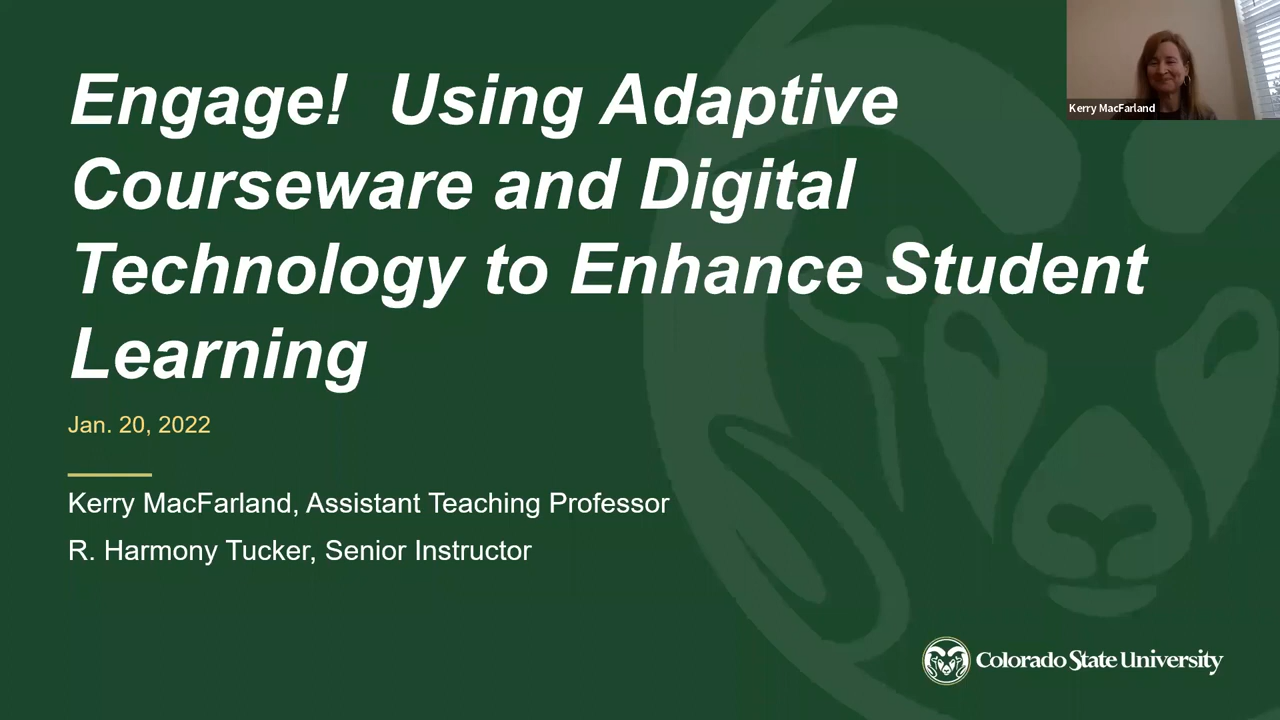 Engage! Using Adaptive
Courseware and Digital
Technology to Enhance Student
Learning
Kerry MacFarland
Jan. 20, 2022
Kerry MacFarland, Assistant Teaching Professor
R. Harmony Tucker, Senior Instructor
Colorado State University